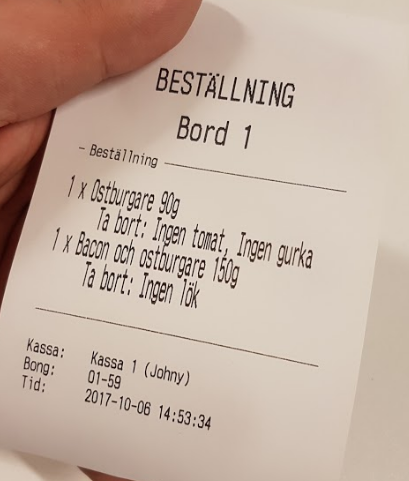 BESTÄLLNING
Bord 1
- Beställning
1 x Ostburgare 90g
Ta bort: Ingen tomat, Ingen gurka
1 x Bacon och ostburgare 150g
Ta bort: Ingen lök
Kassa: Kassa 1 (Johny)
Bong: 01-59
Tid: 2017-10-06 14:53:34